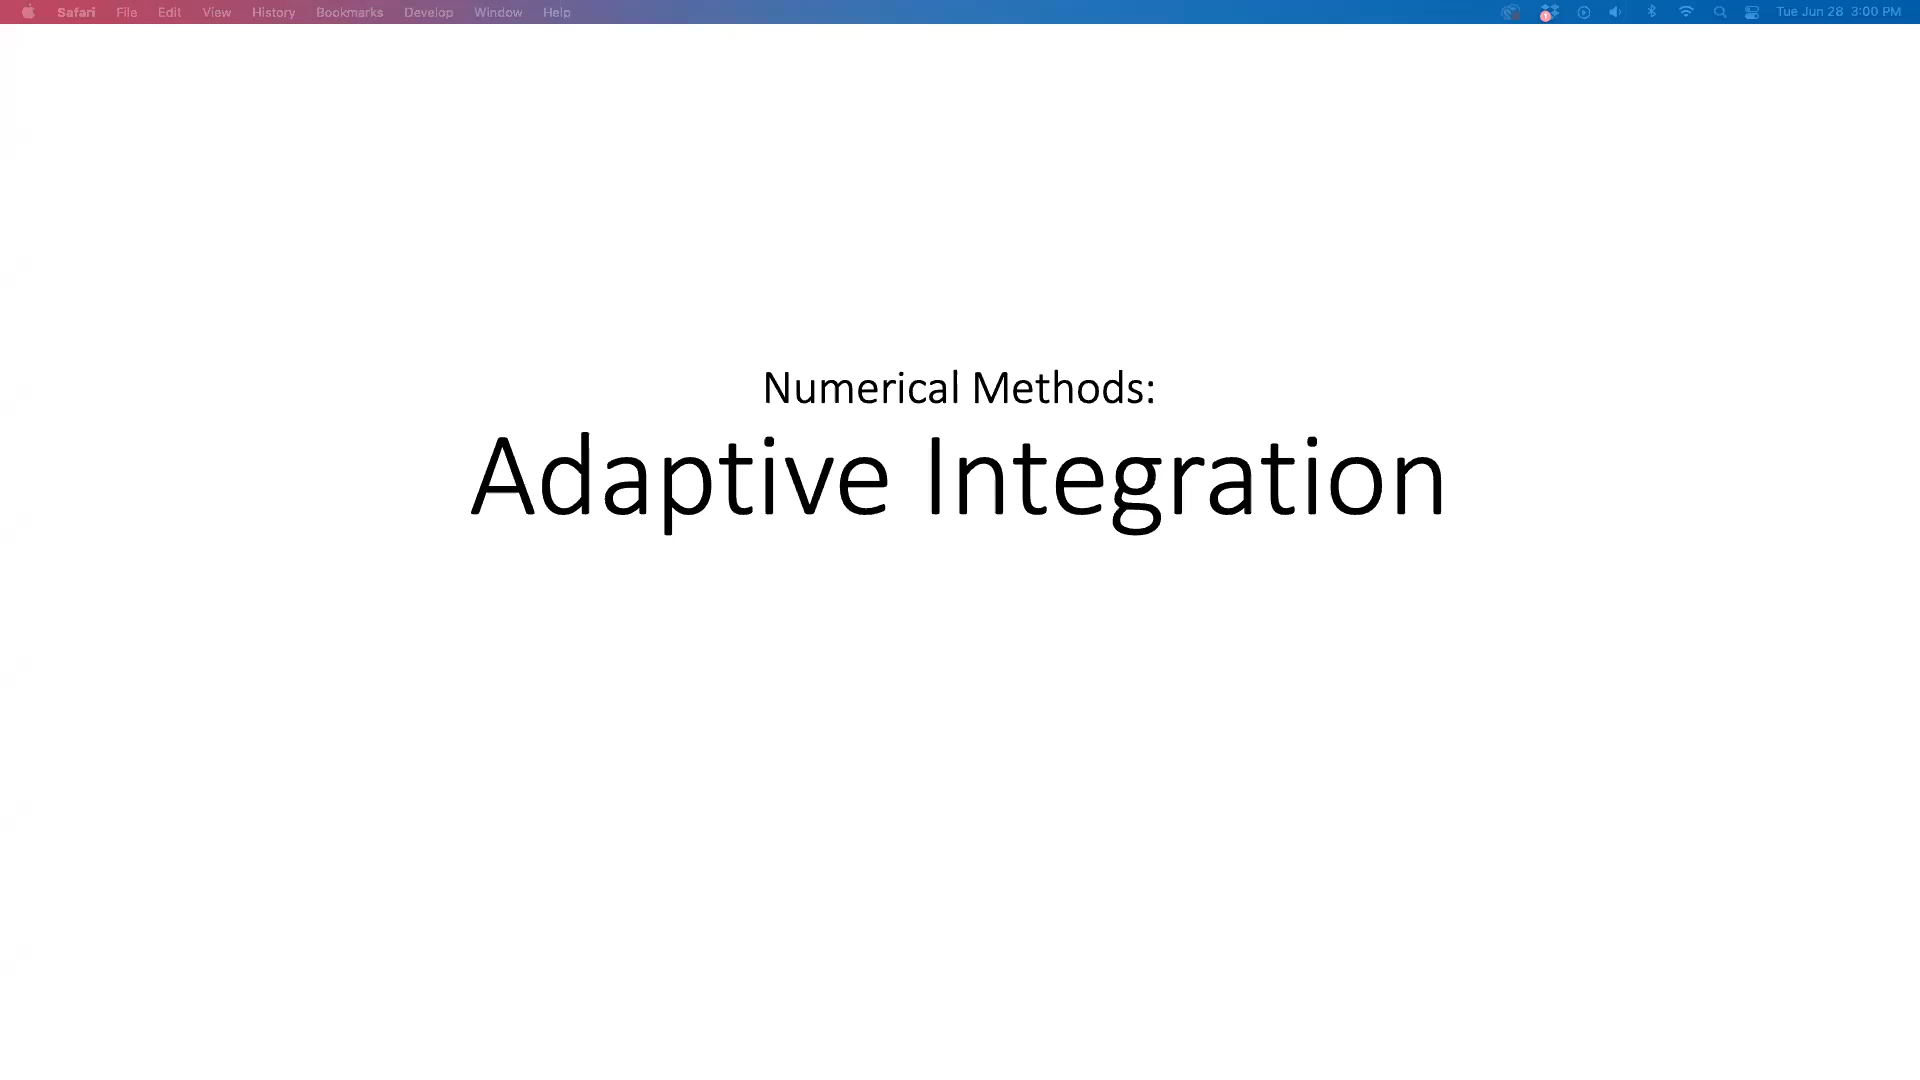 Safari File Edit View History Bookmarks Develop Window Help 1 Tue Jun 28 3:00 PM
Numerical Methods:
Adaptive Integration